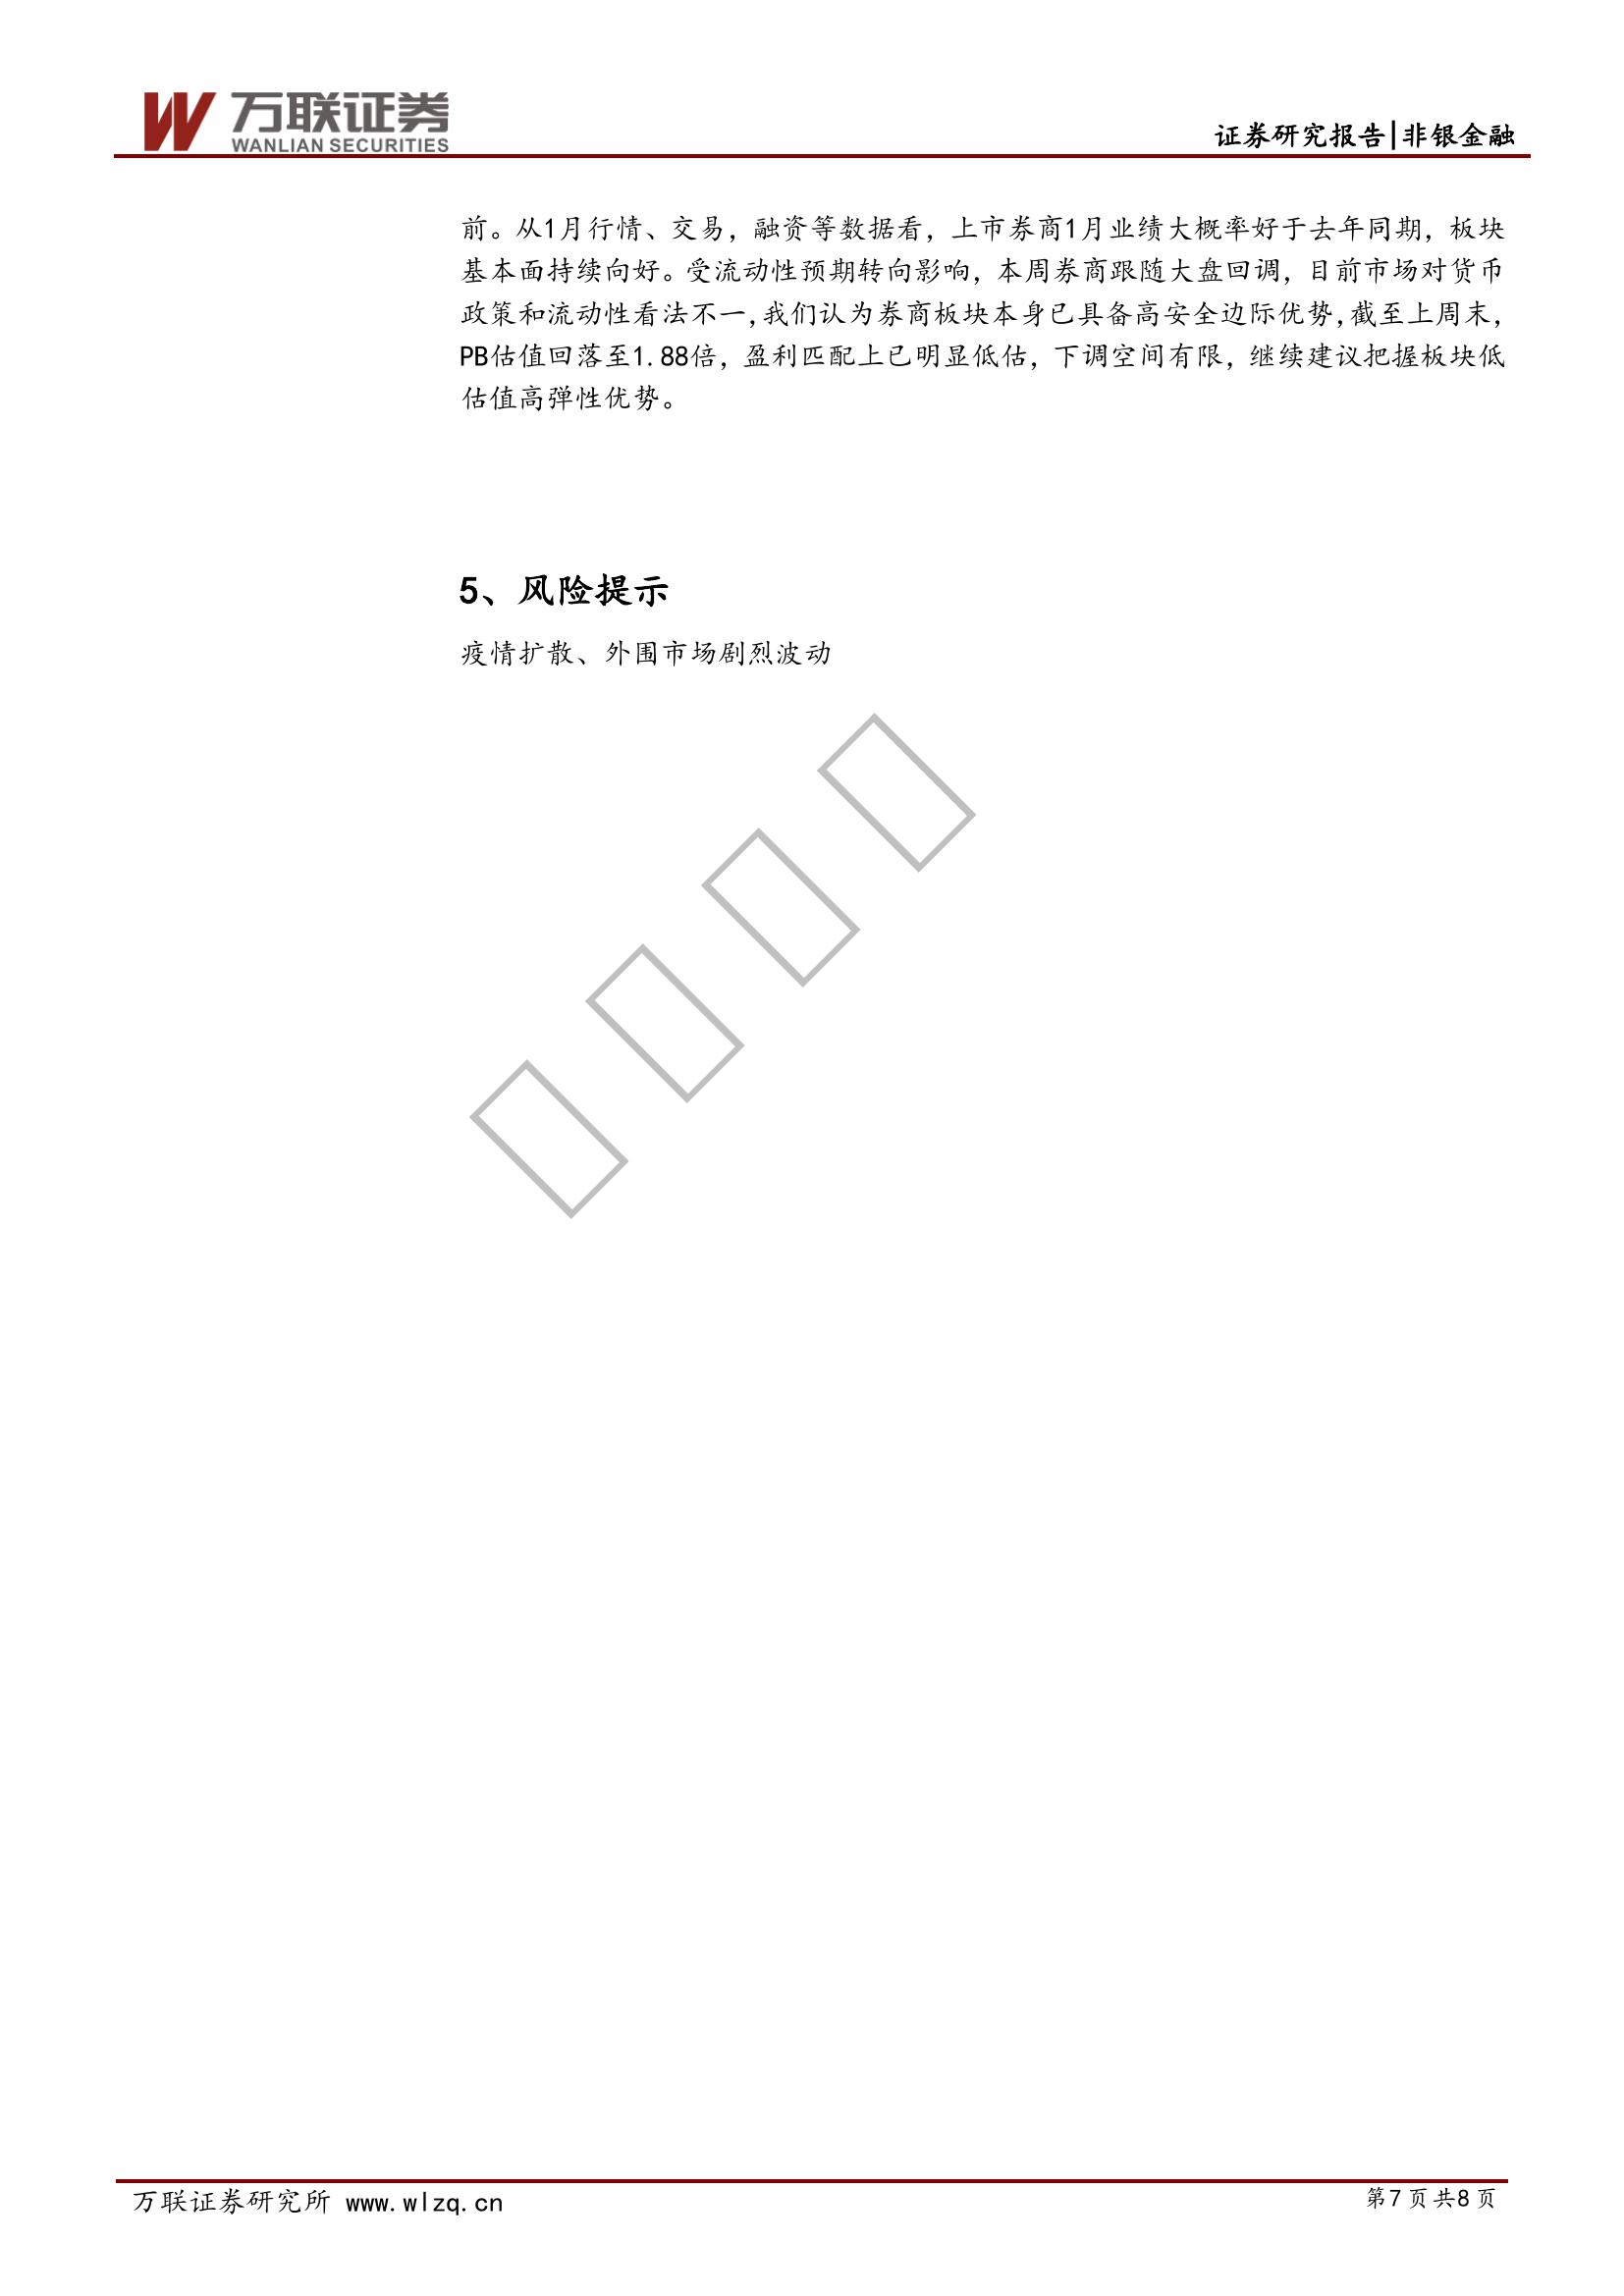 万联证券
WANLIAN SECURITIES
证券研究报告|非银金融
前。从1月行情、交易，融资等数据看，上市券商1月业绩大概率好于去年同期，板块
基本面持续向好。受流动性预期转向影响，本周券商跟随大盘回调，目前市场对货币
政策和流动性看法不一，我们认为券商板块本身已具备高安全边际优势，截至上周末，
PB估值回落至1.88倍，盈利匹配上已明显低估，下调空间有限，继续建议把握板块低
估值高弹性优势。
5、风险提示
疫情扩散、外围市场剧烈波动
万联证券研究所 www.wlzq.cn
第7页共8页